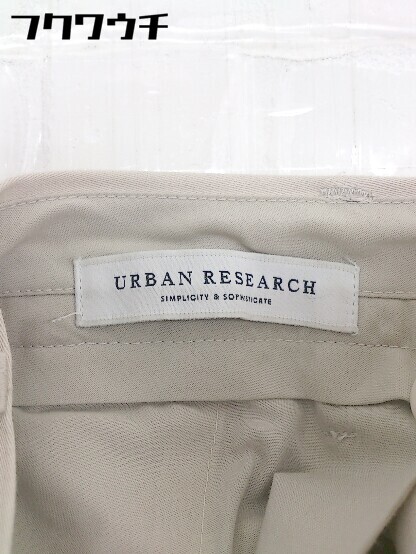 フクワウチ
URBAN RESEARCH
SIMPLICITY & SOPHISTICATE